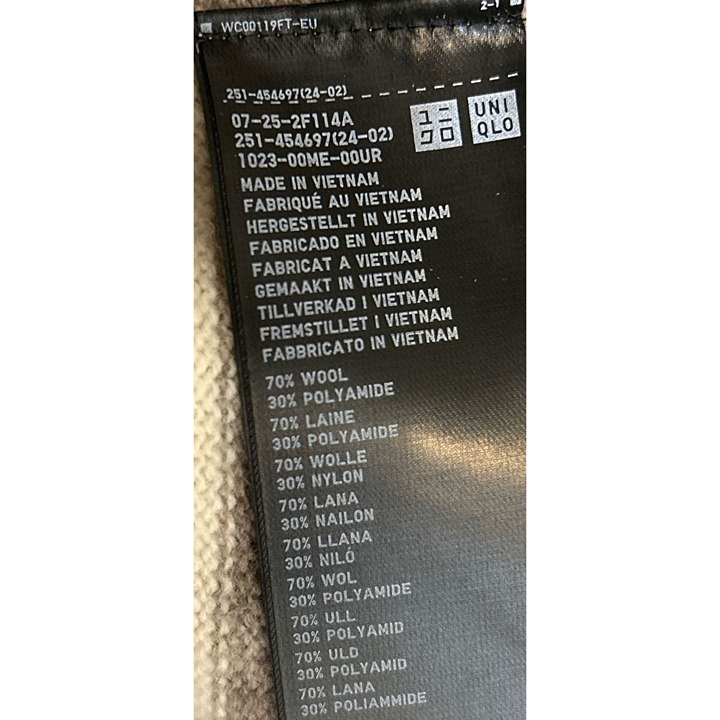 WC00119FT-EU
2-1
251-454697(24-02)
07-25-2F114A
251-454697(24-02)
1023-00ME-00UR
ユニ
クロ
UNI
QLO
MADE IN VIETNAM
FABRIQUÉ AU VIETNAM
HERGESTELLT IN VIETNAM
FABRICADO EN VIETNAM
FABRICAT A VIETNAM
GEMAAKT IN VIETNAM
TILLVERKAD I VIETNAM
FREMSTILLET I VIETNAM
FABBRICATO IN VIETNAM
70% WOOL
30% POLYAMIDE
70% LAINE
30% POLYAMIDE
70% WOLLE
30% NYLON
70% LANA
30% NAILON
70% LLANA
30% NILÓ
70% WOL
30% POLYAMIDE
70% ULL
30% POLYAMID
70% ULD
30% POLYAMID
70% LANA
30% POLIAMMIDE